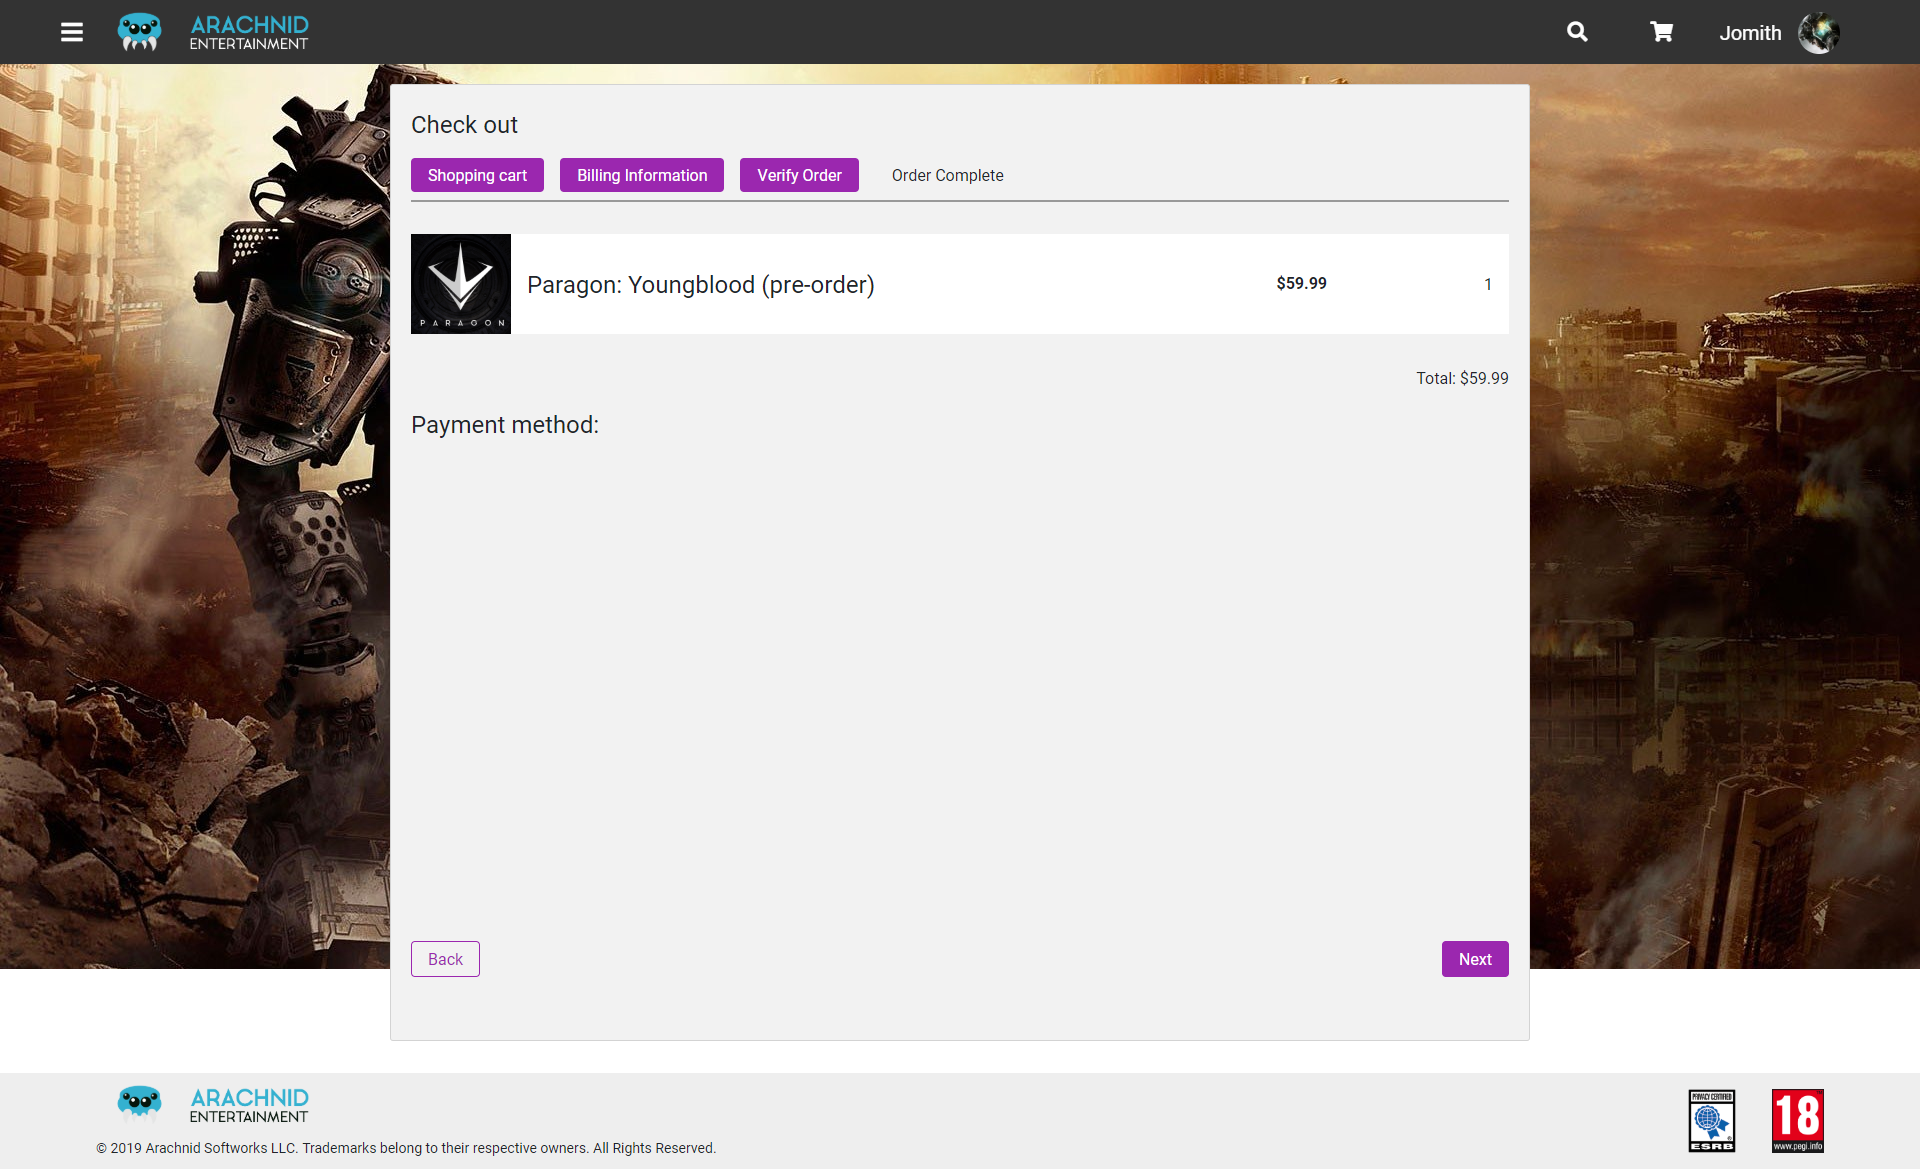 ARACHNID
ENTERTAINMENT
Jomith
Check out
Shopping cart
Billing Information
Verify Order
Order Complete
PARAGON
Paragon: Youngblood (pre-order)
$59.99
1
Total: $59.99
Payment method:
Back
Next
ARACHNID
ENTERTAINMENT
© 2019 Arachnid Softworks LLC. Trademarks belong to their respective owners. All Rights Reserved.
PRIVACY CERTIFIED
ESRB
18
www.pegi.info